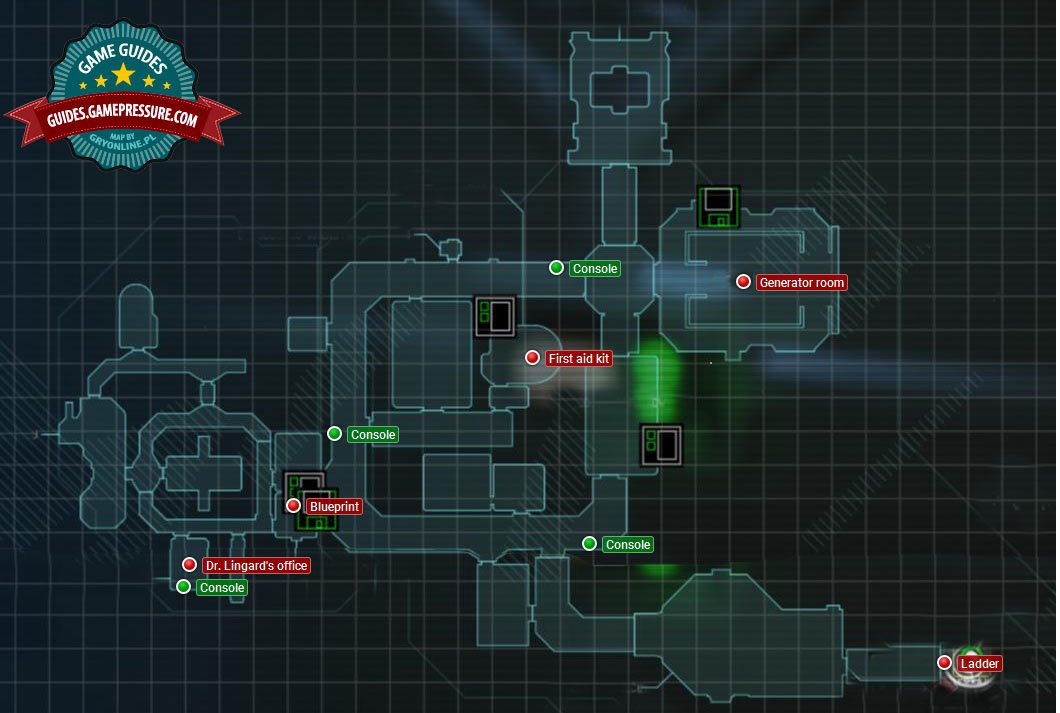 GAME GUIDES
GUIDES.GAMEPRESSURE.COM
MAP BY
GRYONLINE.PL
Console
Generator room
First aid kit
Console
Blueprint
Console
Dr. Lingard's office
Console
Ladder